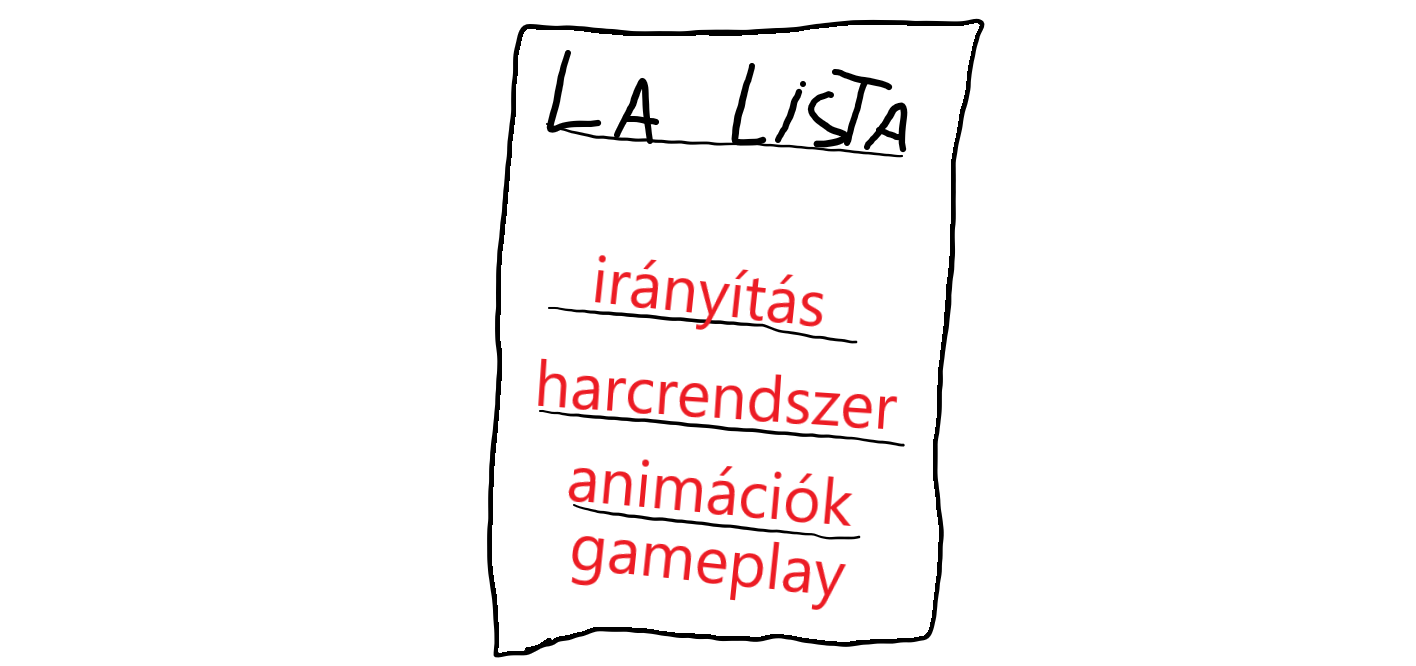 LA LiSTA
irányítás
harcrendszer
animációk
gameplay